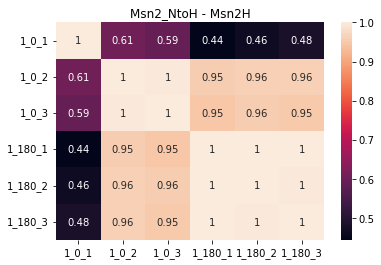 Msn2_NtoH - Msn2H
1_0_1 1 0.61 0.59 0.44 0.46 0.48
1_0_2 0.61 1 1 0.95 0.96 0.96
1_0_3 0.59 1 1 0.95 0.96 0.95
1_180_1 0.44 0.95 0.95 1 1 1
1_180_2 0.46 0.96 0.96 1 1 1
1_180_3 0.48 0.96 0.95 1 1 1
1_0_1 1_0_2 1_0_3 1_180_1 1_180_2 1_180_3
1.0
0.9
0.8
0.7
0.6
0.5